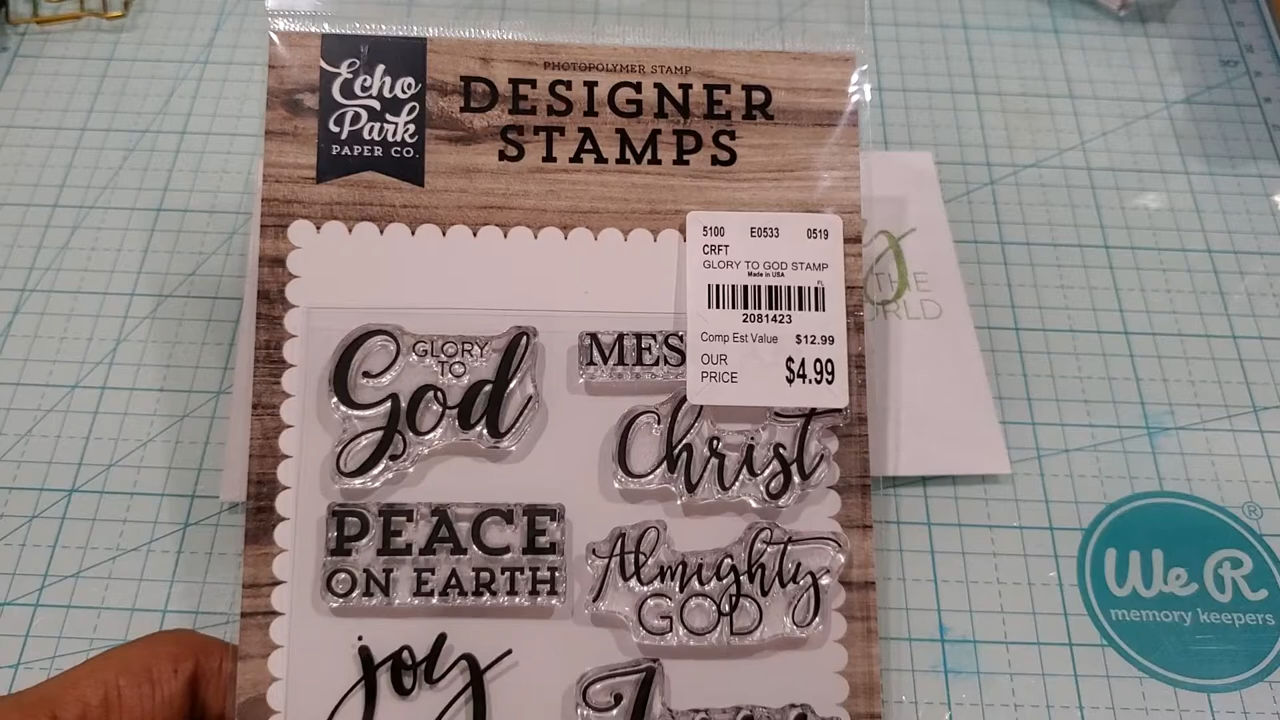 Echo
Park
PAPER CO.
PHOTOPOLYMER STAMP
DESIGNER
STAMPS
5100 E0533 0519
CRFT
GLORY TO GOD STAMP
Made in USA
FL
2081423
Comp Est Value $12.99
OUR
PRICE $4.99
GLORY
TO
God
MES
Christ
PEACE
ON EARTH
Almighty
GOD
joy
THE
We R
memory keepers
®